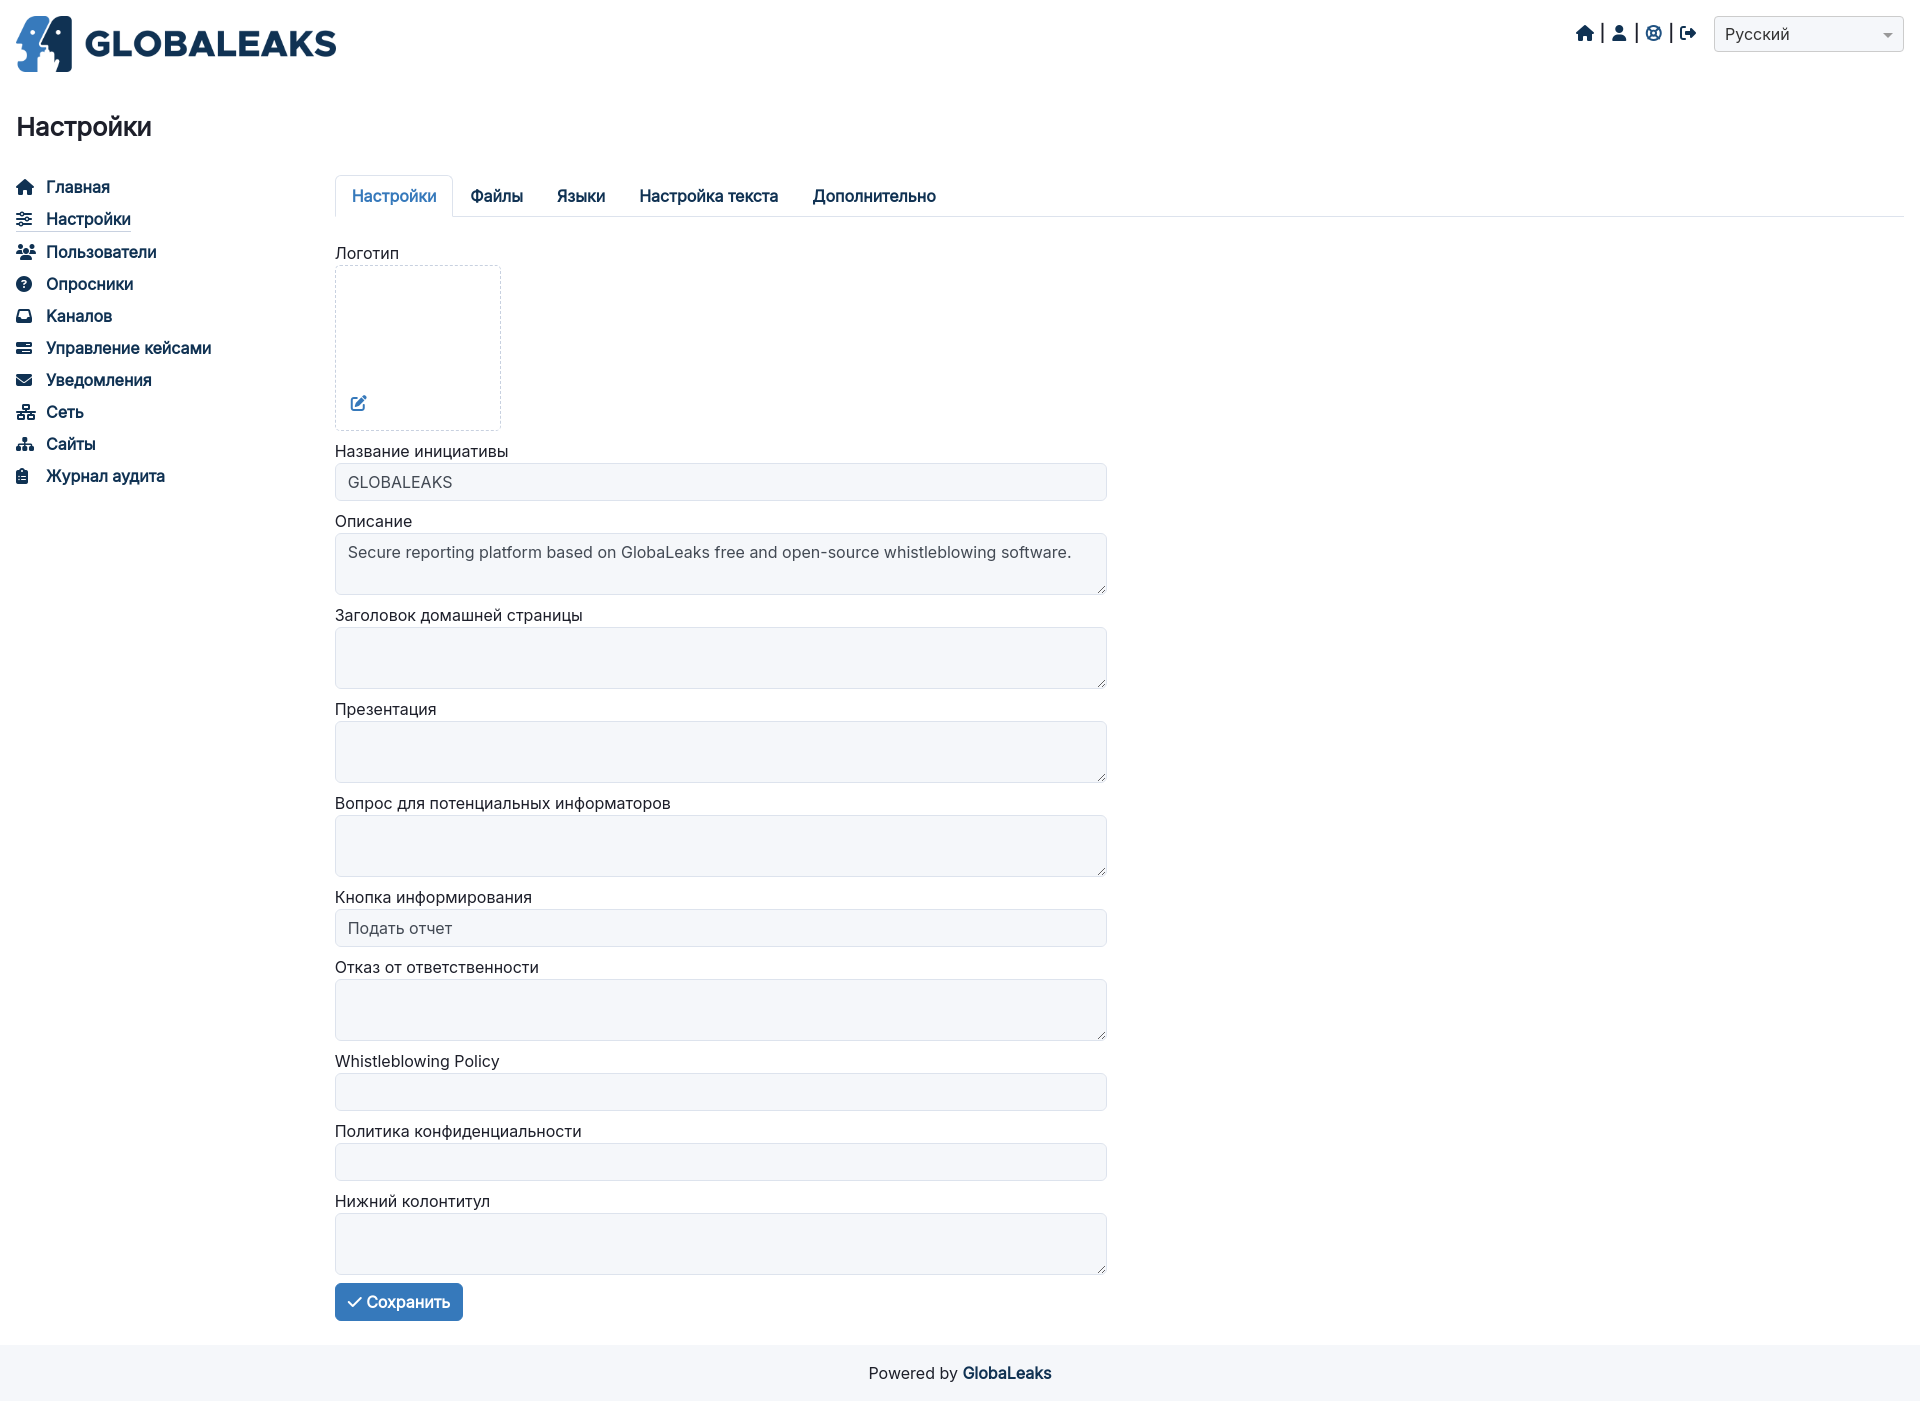 GLOBALEAKS
| | |
Русский
Настройки
Главная
Настройки
Пользователи
Опросники
Каналов
Управление кейсами
Уведомления
Сеть
Сайты
Журнал аудита
Настройки Файлы Языки Настройка текста Дополнительно
Логотип
Название инициативы
GLOBALEAKS
Описание
Secure reporting platform based on GlobaLeaks free and open-source whistleblowing software.
Заголовок домашней страницы
Презентация
Вопрос для потенциальных информаторов
Кнопка информирования
Подать отчет
Отказ от ответственности
Whistleblowing Policy
Политика конфиденциальности
Нижний колонтитул
Сохранить
Powered by GlobaLeaks